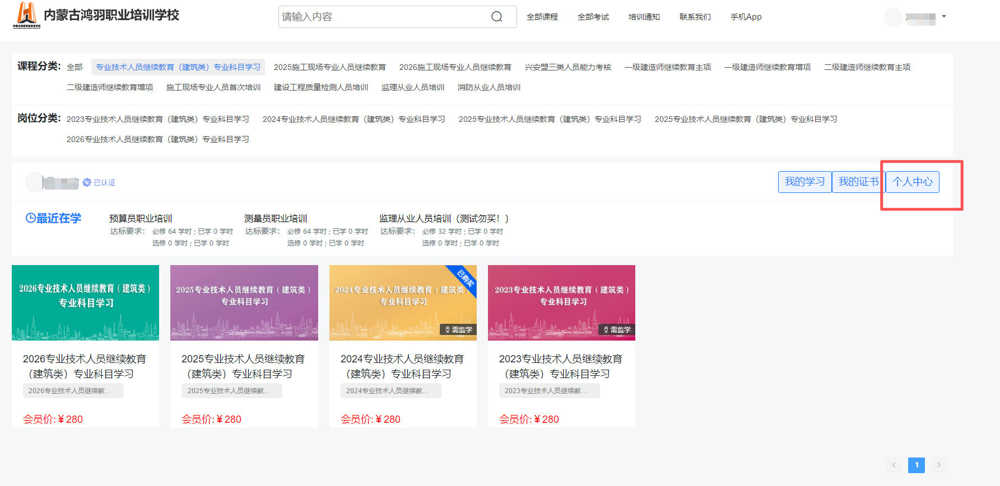 内蒙古鸿羽职业培训学校
请输入内容
全部课程 全部考试 培训通知 联系我们 手机App
课程分类: 全部 专业技术人员继续教育（建筑类）专业科目学习 2025施工现场专业人员继续教育 2026施工现场专业人员继续教育 兴安盟三类人员能力考核 一级建造师继续教育主项 一级建造师继续教育增项 二级建造师继续教育主项
二级建造师继续教育增项 施工现场专业人员首次培训 建设工程质量检测人员培训 监理从业人员培训 消防从业人员培训
岗位分类: 2023专业技术人员继续教育（建筑类）专业科目学习 2024专业技术人员继续教育（建筑类）专业科目学习 2025专业技术人员继续教育（建筑类）专业科目学习 2025专业技术人员继续教育（建筑类）专业科目学习
2026专业技术人员继续教育（建筑类）专业科目学习
已认证
我的学习 我的证书 个人中心
最近在学
预算员职业培训
达标要求： 必修 64 学时 ; 已学 0 学时
选修 0 学时 ; 已学 0 学时
测量员职业培训
达标要求： 必修 64 学时 ; 已学 0 学时
选修 0 学时 ; 已学 0 学时
监理从业人员培训（测试勿买！）
达标要求： 必修 32 学时 ; 已学 0 学时
选修 0 学时 ; 已学 0 学时
2026专业技术人员继续教育（建筑类）
专业科目学习
2026专业技术人员继续教育
（建筑类）专业科目学习
2026专业技术人员继续教...
会员价: ¥ 280
2025专业技术人员继续教育（建筑类）
专业科目学习
2025专业技术人员继续教育
（建筑类）专业科目学习
2025专业技术人员继续教...
会员价: ¥ 280
已购买
2024专业技术人员继续教育（建筑类）
专业科目学习
需监学
2024专业技术人员继续教育
（建筑类）专业科目学习
2024专业技术人员继续教...
会员价: ¥ 280
2023专业技术人员继续教育（建筑类）
专业科目学习
需监学
2023专业技术人员继续教育
（建筑类）专业科目学习
2023专业技术人员继续教...
会员价: ¥ 280
1